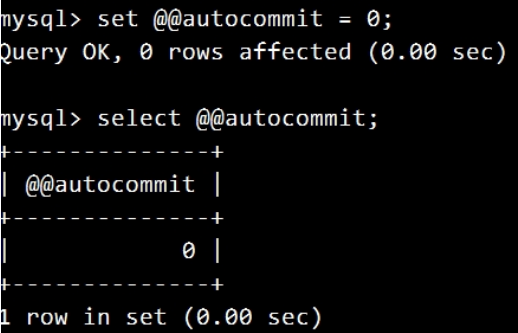 mysql> set @@autocommit = 0;
Query OK, 0 rows affected (0.00 sec)
mysql> select @@autocommit;
+--------------+
| @@autocommit |
+--------------+
|            0 |
+--------------+
1 row in set (0.00 sec)